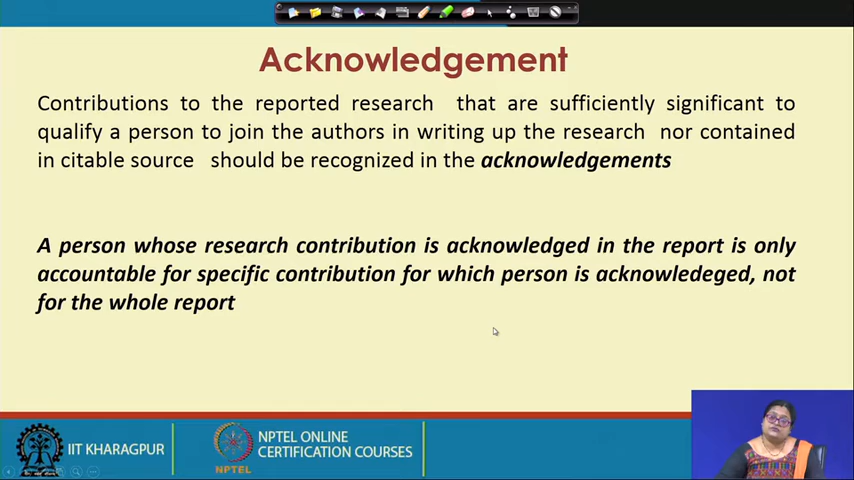 Acknowledgement
Contributions to the reported research that are sufficiently significant to
qualify a person to join the authors in writing up the research nor contained
in citable source should be recognized in the acknowledgements
A person whose research contribution is acknowledged in the report is only
accountable for specific contribution for which person is acknowledeged, not
for the whole report
IIT KHARAGPUR
NPTEL
NPTEL ONLINE
CERTIFICATION COURSES